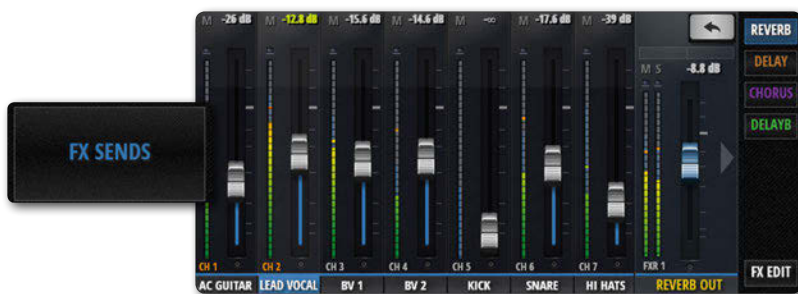 FX SENDS
M -26 dB M -12.8 dB M -15.6 dB M -14.6 dB M -∞ M -17.6 dB M -39 dB
M S -8.8 dB
CH 1 CH 2 CH 3 CH 4 CH 5 CH 6 CH 7 FXR 1
AC GUITAR LEAD VOCAL BV 1 BV 2 KICK SNARE HI HATS REVERB OUT
REVERB
DELAY
CHORUS
DELAYB
FX EDIT